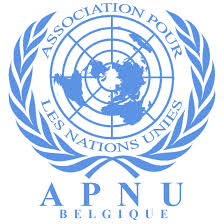 ASSOCIATION POUR
LES NATIONS UNIES
APNU
BELGIQUE